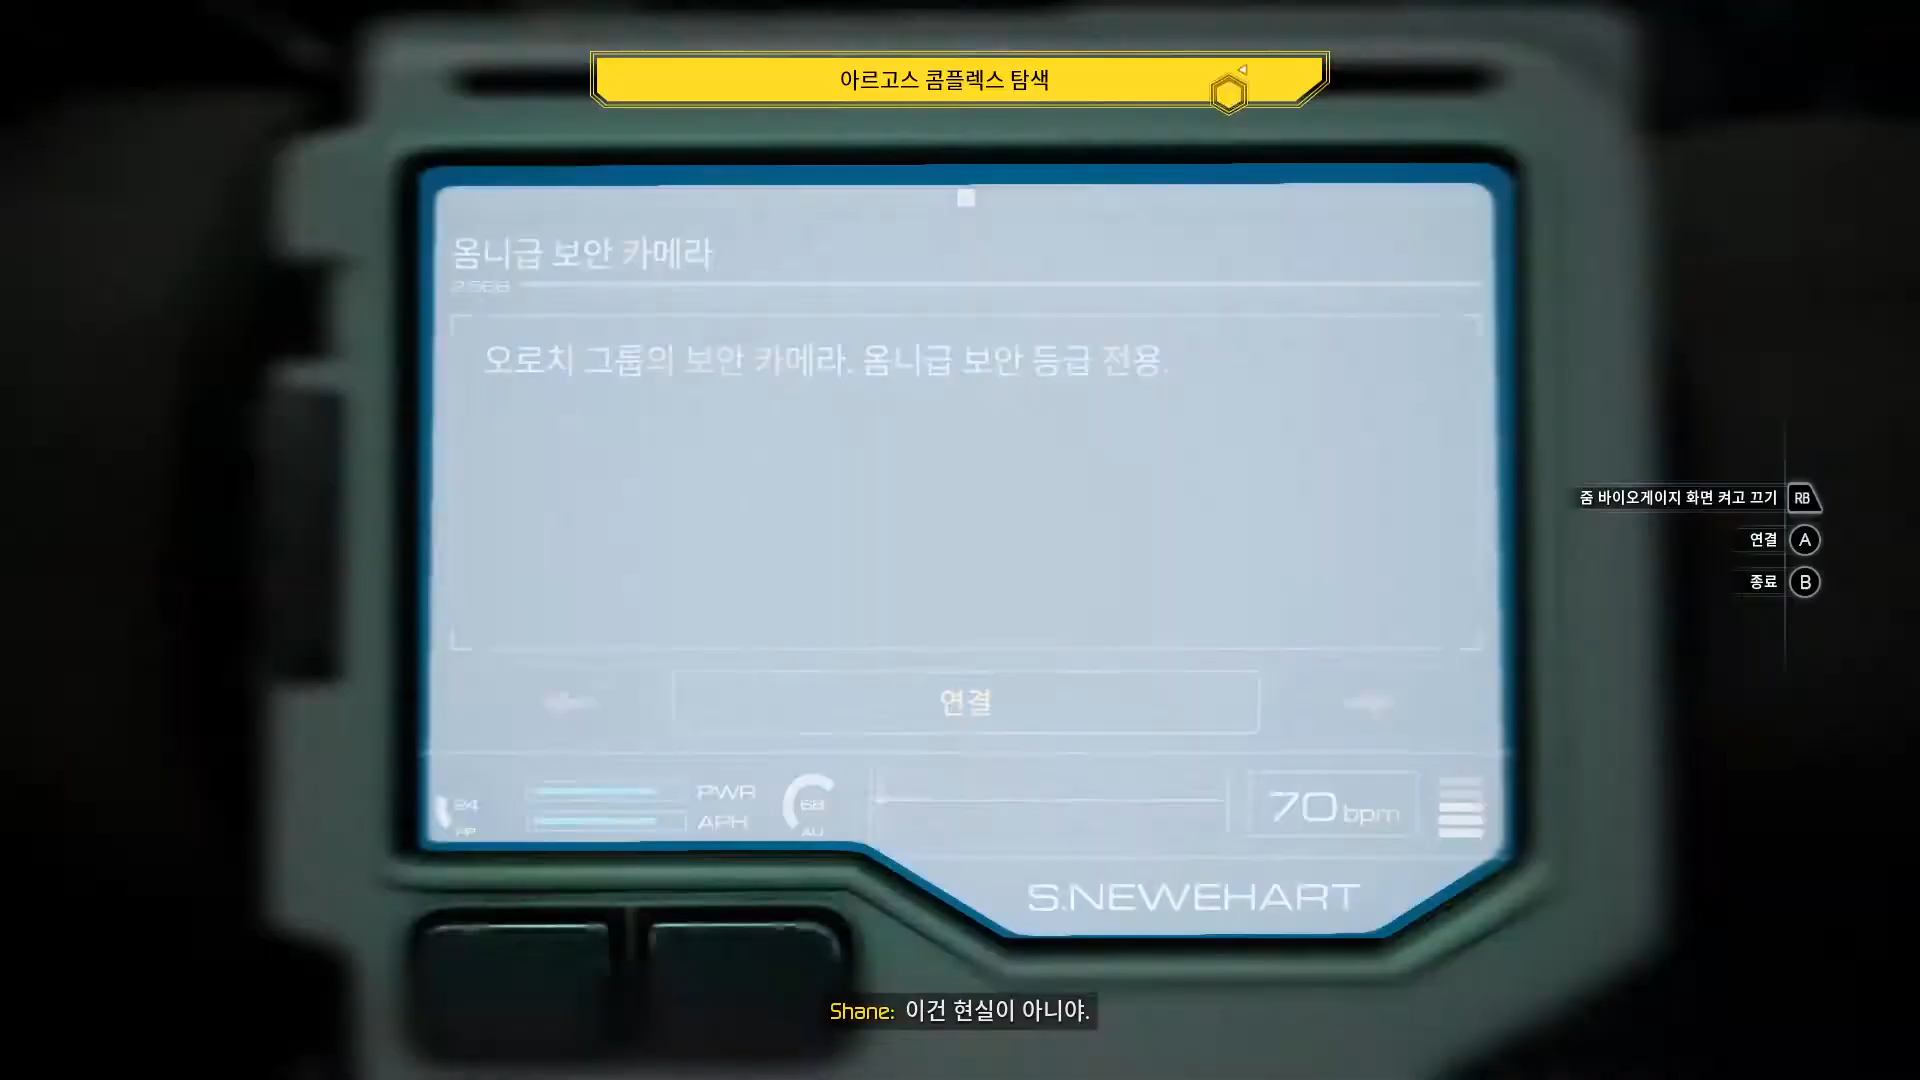 아르고스 콤플렉스 탐색
옴니급 보안 카메라
오로치 그룹의 보안 카메라. 옴니급 보안 등급 전용.
줌 바이오게이지 화면 켜고 끄기 RB
연결 A
종료 B
연결
PWR
APH
68
AU
70 bpm
S.NEWEHART
Shane: 이건 현실이 아니야.